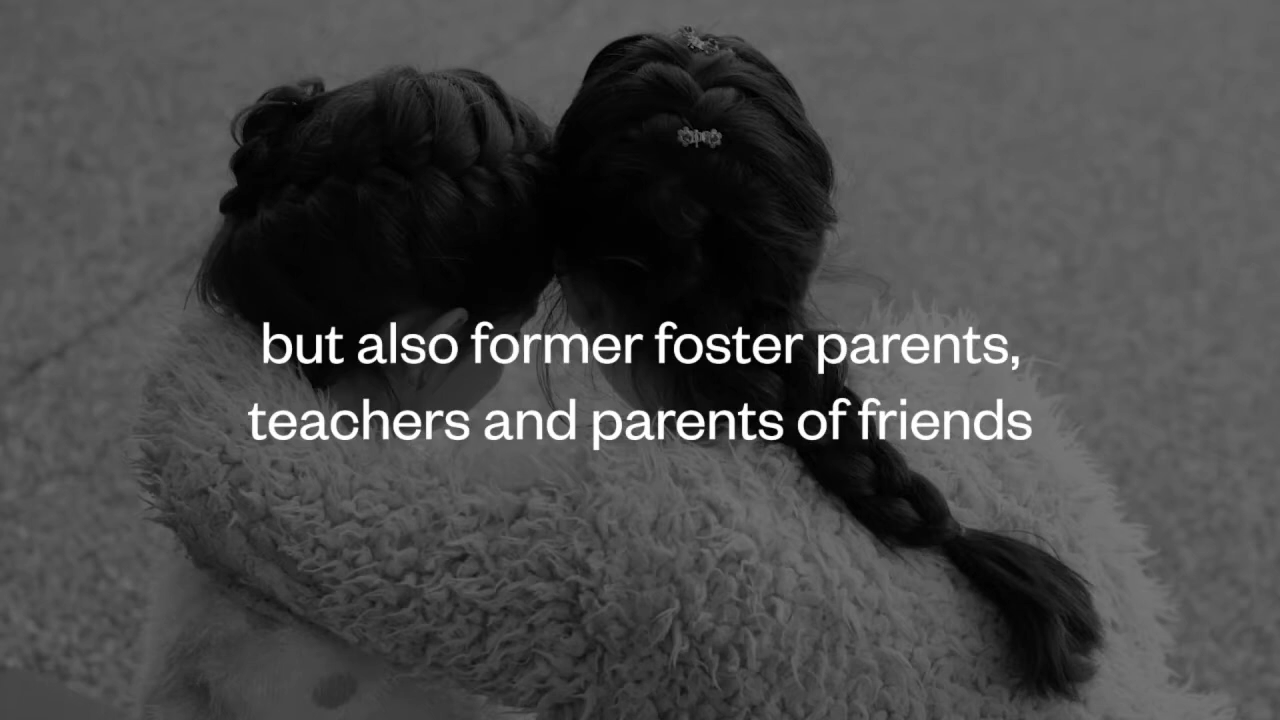 but also former foster parents,
teachers and parents of friends